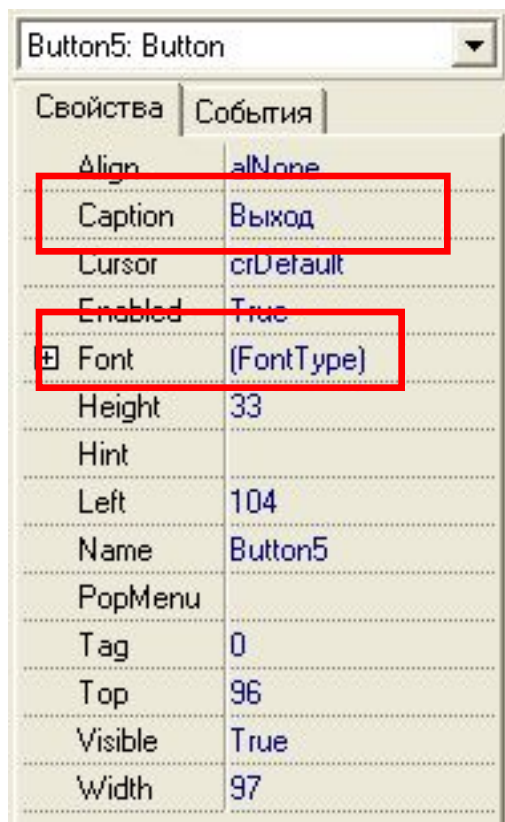 Button5: Button
Свойства События
Align alNone
Caption Выход
Cursor crDefault
Enabled True
Font (FontType)
Height 33
Hint
Left 104
Name Button5
PopMenu
Tag 0
Top 96
Visible True
Width 97